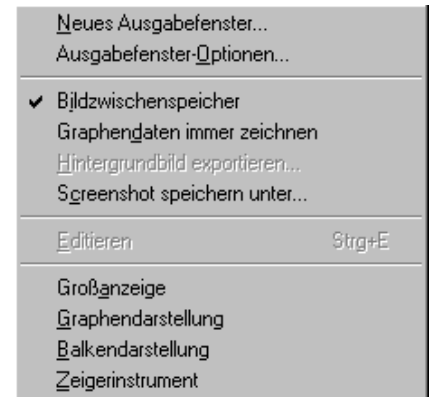 Neues Ausgabefenster...
Ausgabefenster-Optionen...
Bildzwischenspeicher
Graphendaten immer zeichnen
Hintergrundbild exportieren...
Screenshot speichern unter...
Editieren Strg+E
Großanzeige
Graphendarstellung
Balkendarstellung
Zeigerinstrument